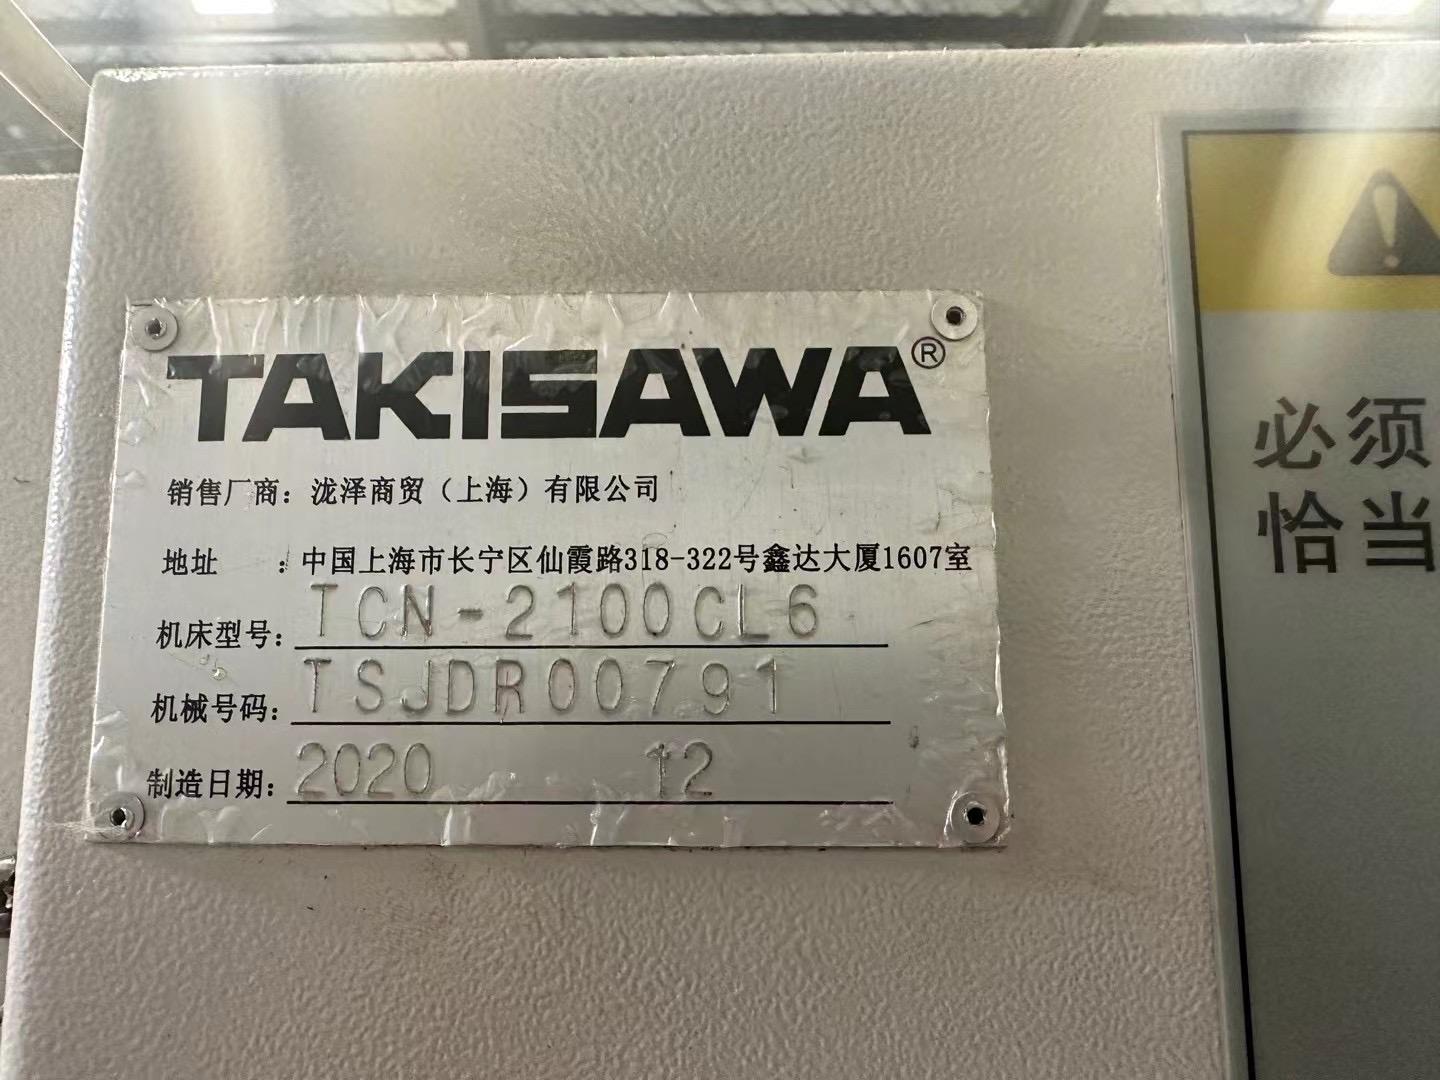 TAKISAWA®
销售厂商：泷泽商贸（上海）有限公司
地址 ：中国上海市长宁区仙霞路318-322号鑫达大厦1607室
机床型号：TCN-2100CL6
机械号码：TSJDR00791
制造日期：2020 12
必须
恰当